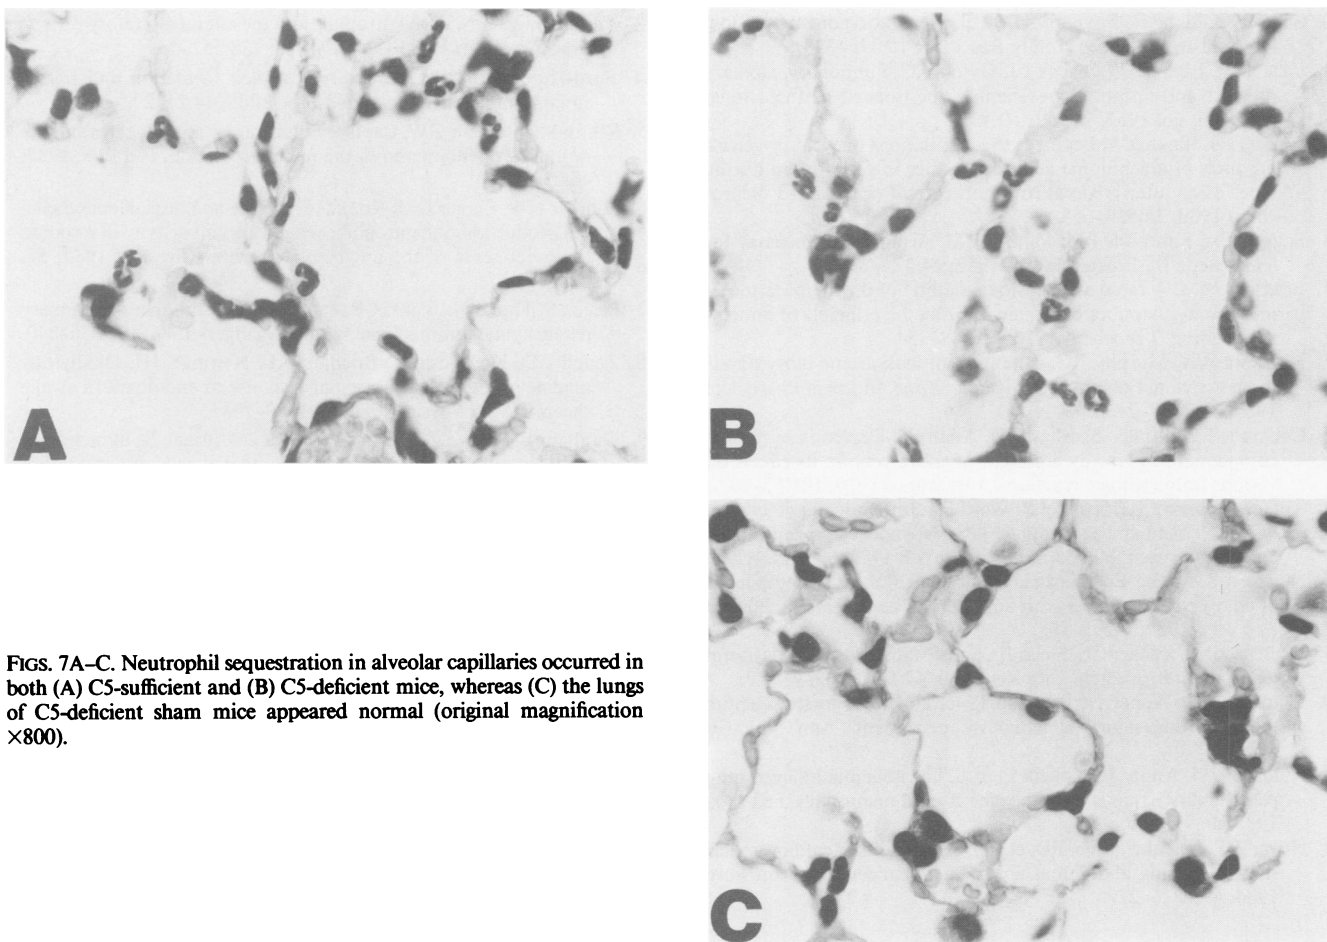 A
B
FIGS. 7A–C. Neutrophil sequestration in alveolar capillaries occurred in
both (A) C5-sufficient and (B) C5-deficient mice, whereas (C) the lungs
of C5-deficient sham mice appeared normal (original magnification
×800).
C